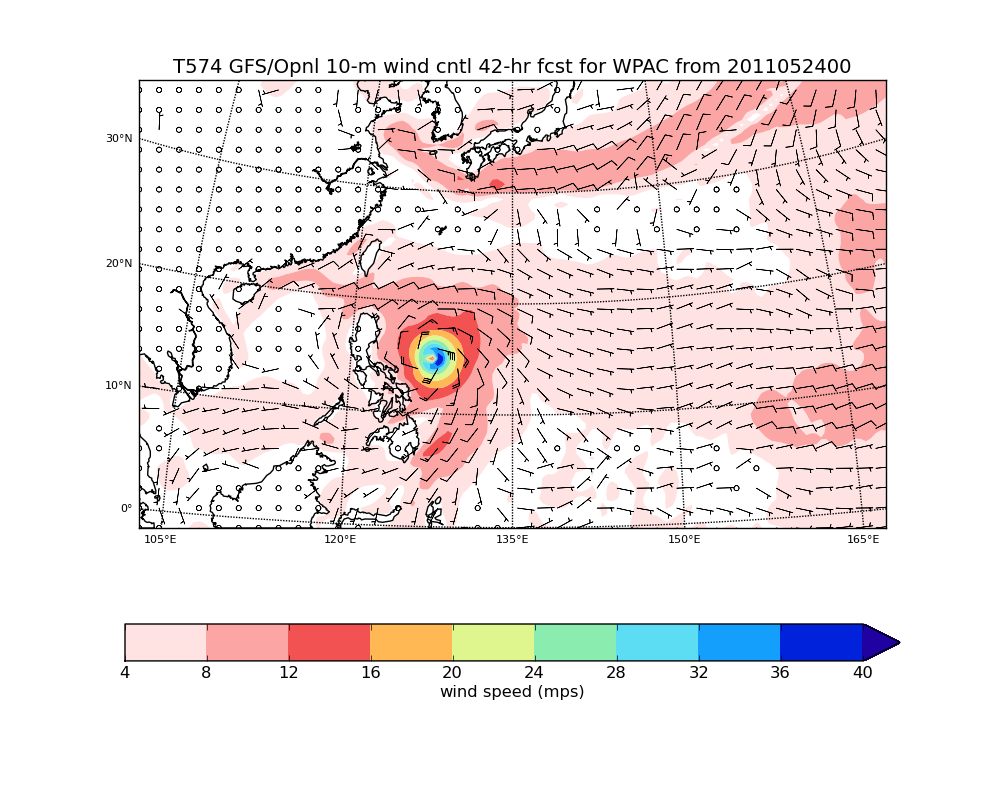 T574 GFS/Opnl 10-m wind cntl 42-hr fcst for WPAC from 2011052400
30°N
20°N
10°N
0°
105°E 120°E 135°E 150°E 165°E
4 8 12 16 20 24 28 32 36 40
wind speed (mps)